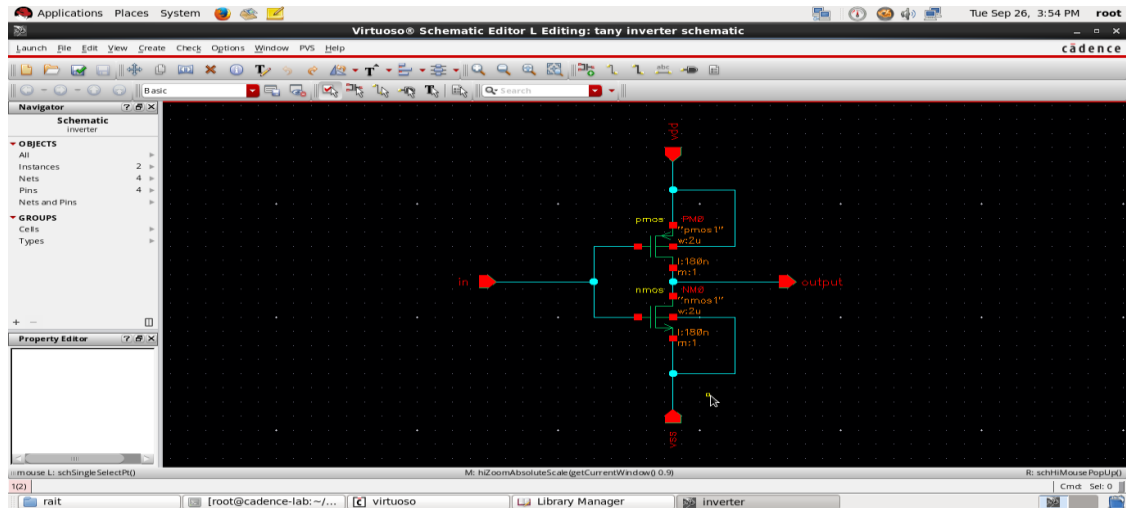 Applications Places System Tue Sep 26, 3:54 PM root
Virtuoso® Schematic Editor L Editing: tany inverter schematic
Launch File Edit View Create Check Options Window PVS Help cādence
Basic Search
Navigator
Schematic
inverter
OBJECTS
All
Instances 2
Nets 4
Pins 4
Nets and Pins
GROUPS
Cells
Types
Property Editor
vdd
pmos PM0
"pmos1"
w:2u
l:180n
m:1
in
output
nmos NM0
"nmos1"
w:2u
l:180n
m:1
vss
mouse L: schSingleSelectPt() M: hiZoomAbsoluteScale(getCurrentWindow() 0.9) R: schHiMousePopUp()
1(2) Cmd: Sel: 0
rait [root@cadence-lab:~/... virtuoso Library Manager inverter